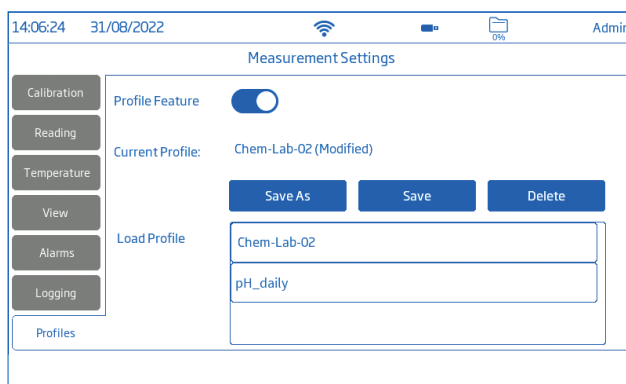 14:06:24 31/08/2022 0% Admin
Measurement Settings
Calibration
Profile Feature
Reading
Current Profile: Chem-Lab-02 (Modified)
Temperature
Save As Save Delete
View
Load Profile Chem-Lab-02
Alarms
pH_daily
Logging
Profiles